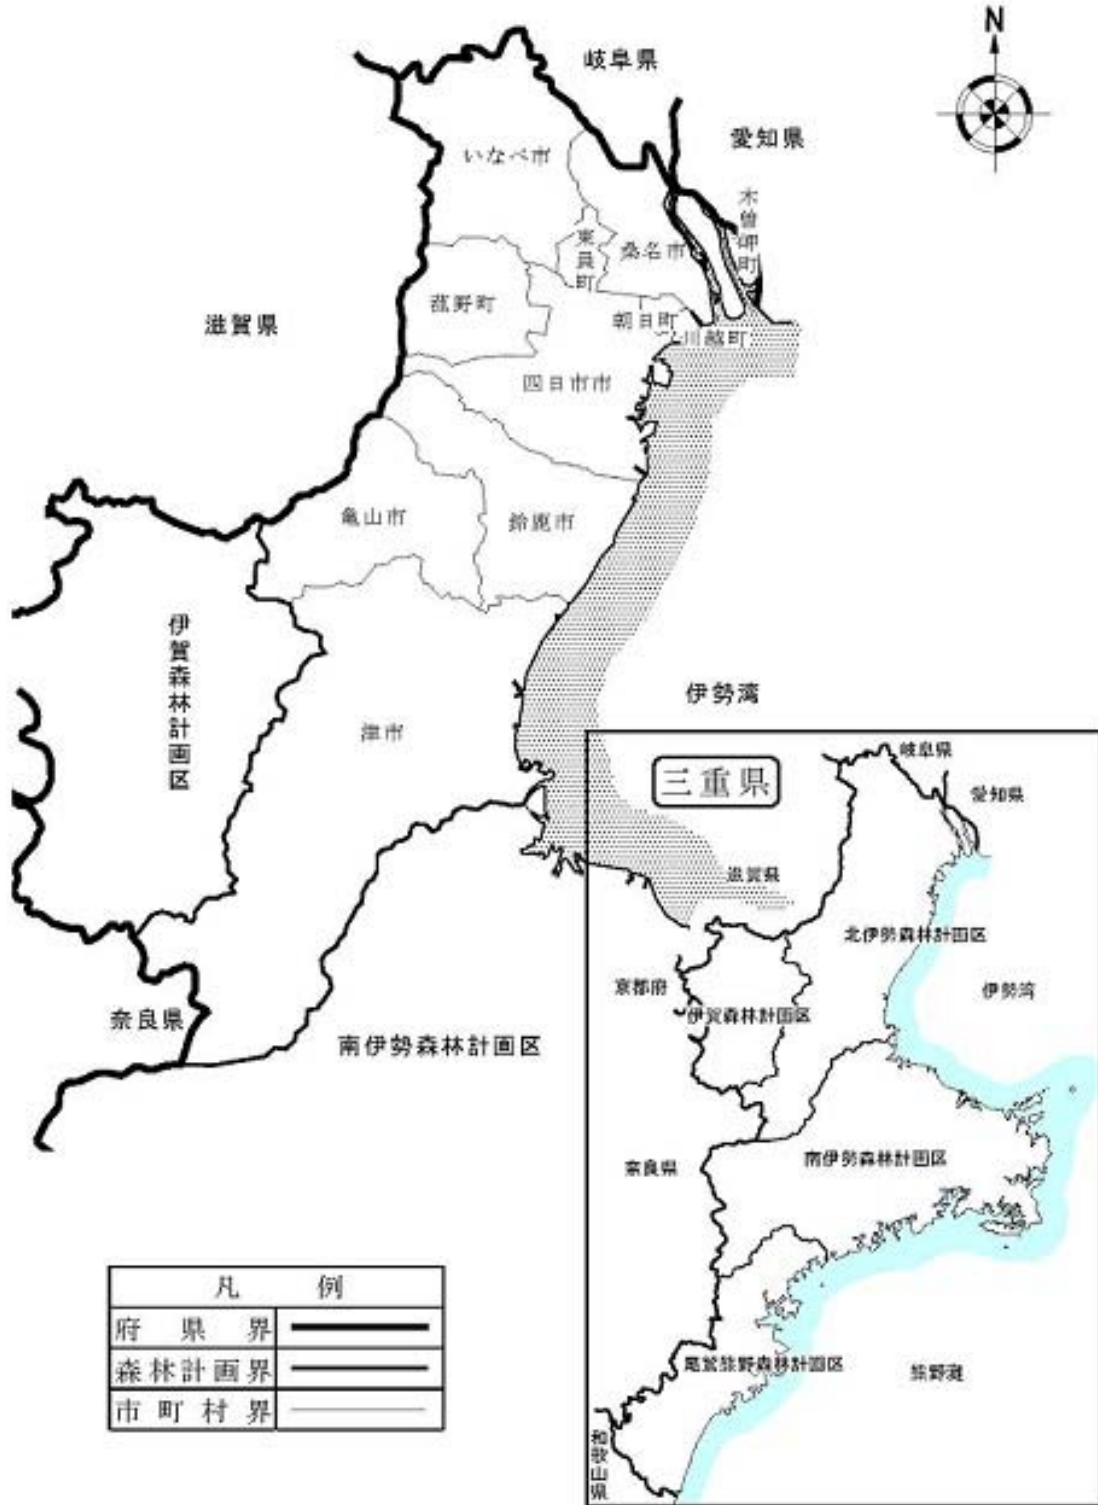 N
岐阜県
愛知県
いなべ市
木曽岬町
東員町
桑名市
菰野町
滋賀県
朝日町
川越町
四日市市
亀山市
鈴鹿市
伊賀森林計画区
伊勢湾
津市
奈良県
南伊勢森林計画区
三重県
岐阜県
愛知県
滋賀県
北伊勢森林計画区
京都府
伊勢湾
伊賀森林計画区
奈良県
南伊勢森林計画区
尾鷲熊野森林計画区
熊野灘
和歌山県
凡 例
府 県 界
森林計画界
市 町 村 界